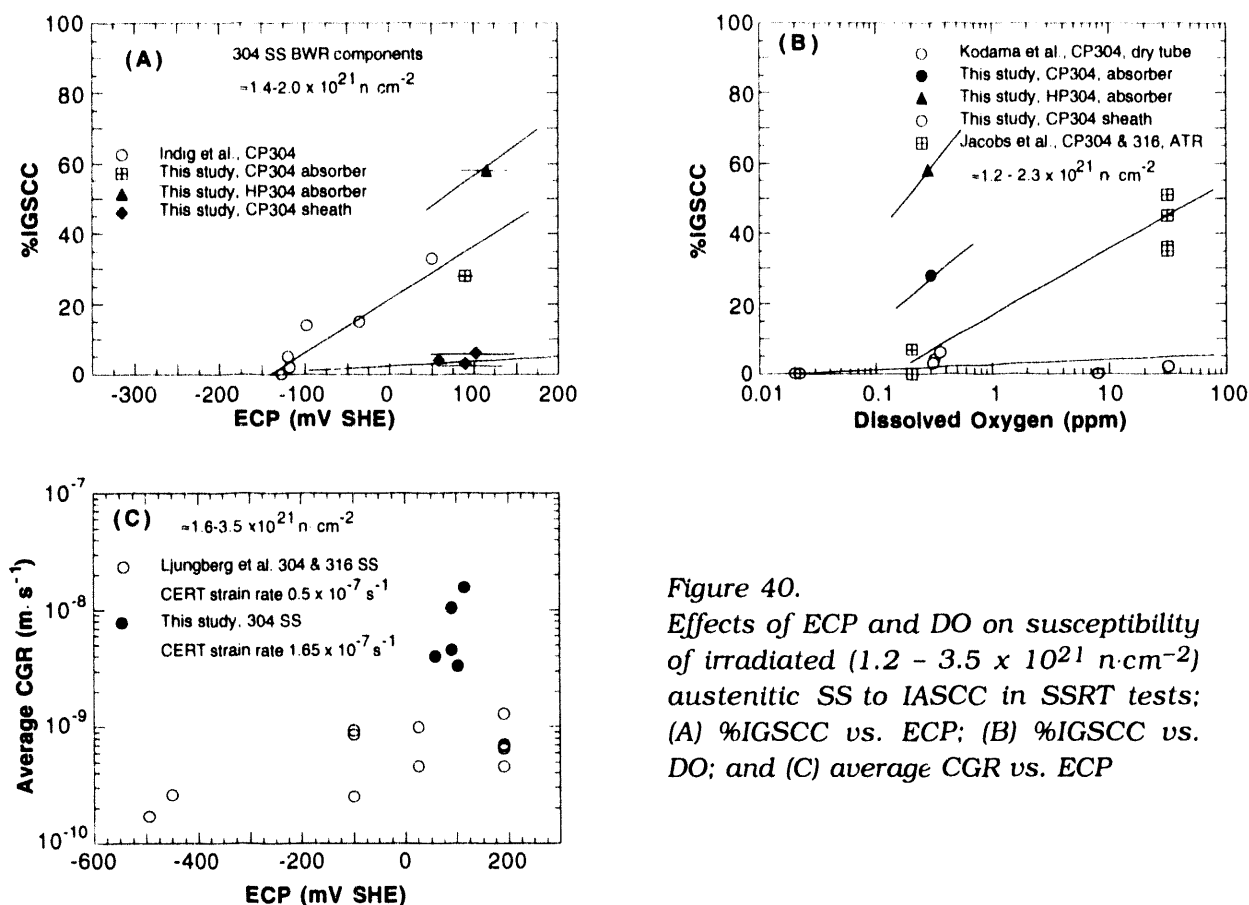 (A)
304 SS BWR components
≈1.4-2.0 x 10²¹ n·cm⁻²
Indig et al., CP304
This study, CP304 absorber
This study, HP304 absorber
This study, CP304 sheath
%IGSCC
100
80
60
40
20
0
-300 -200 -100 0 100 200
ECP (mV SHE)
(B)
Kodama et al., CP304, dry tube
This study, CP304, absorber
This study, HP304, absorber
This study, CP304 sheath
Jacobs et al., CP304 & 316, ATR
≈1.2 - 2.3 x 10²¹ n·cm⁻²
%IGSCC
100
80
60
40
20
0
0.01 0.1 1 10 100
Dissolved Oxygen (ppm)
(C)
≈1.6-3.5 x10²¹ n·cm⁻²
Ljungberg et al. 304 & 316 SS
CERT strain rate 0.5 x 10⁻⁷ s⁻¹
This study, 304 SS
CERT strain rate 1.65 x 10⁻⁷ s⁻¹
Average CGR (m·s⁻¹)
10⁻⁷
10⁻⁸
10⁻⁹
10⁻¹⁰
-600 -400 -200 0 200
ECP (mV SHE)
Figure 40.
Effects of ECP and DO on susceptibility
of irradiated (1.2 – 3.5 x 10²¹ n·cm⁻²)
austenitic SS to IASCC in SSRT tests;
(A) %IGSCC vs. ECP; (B) %IGSCC vs.
DO; and (C) average CGR vs. ECP